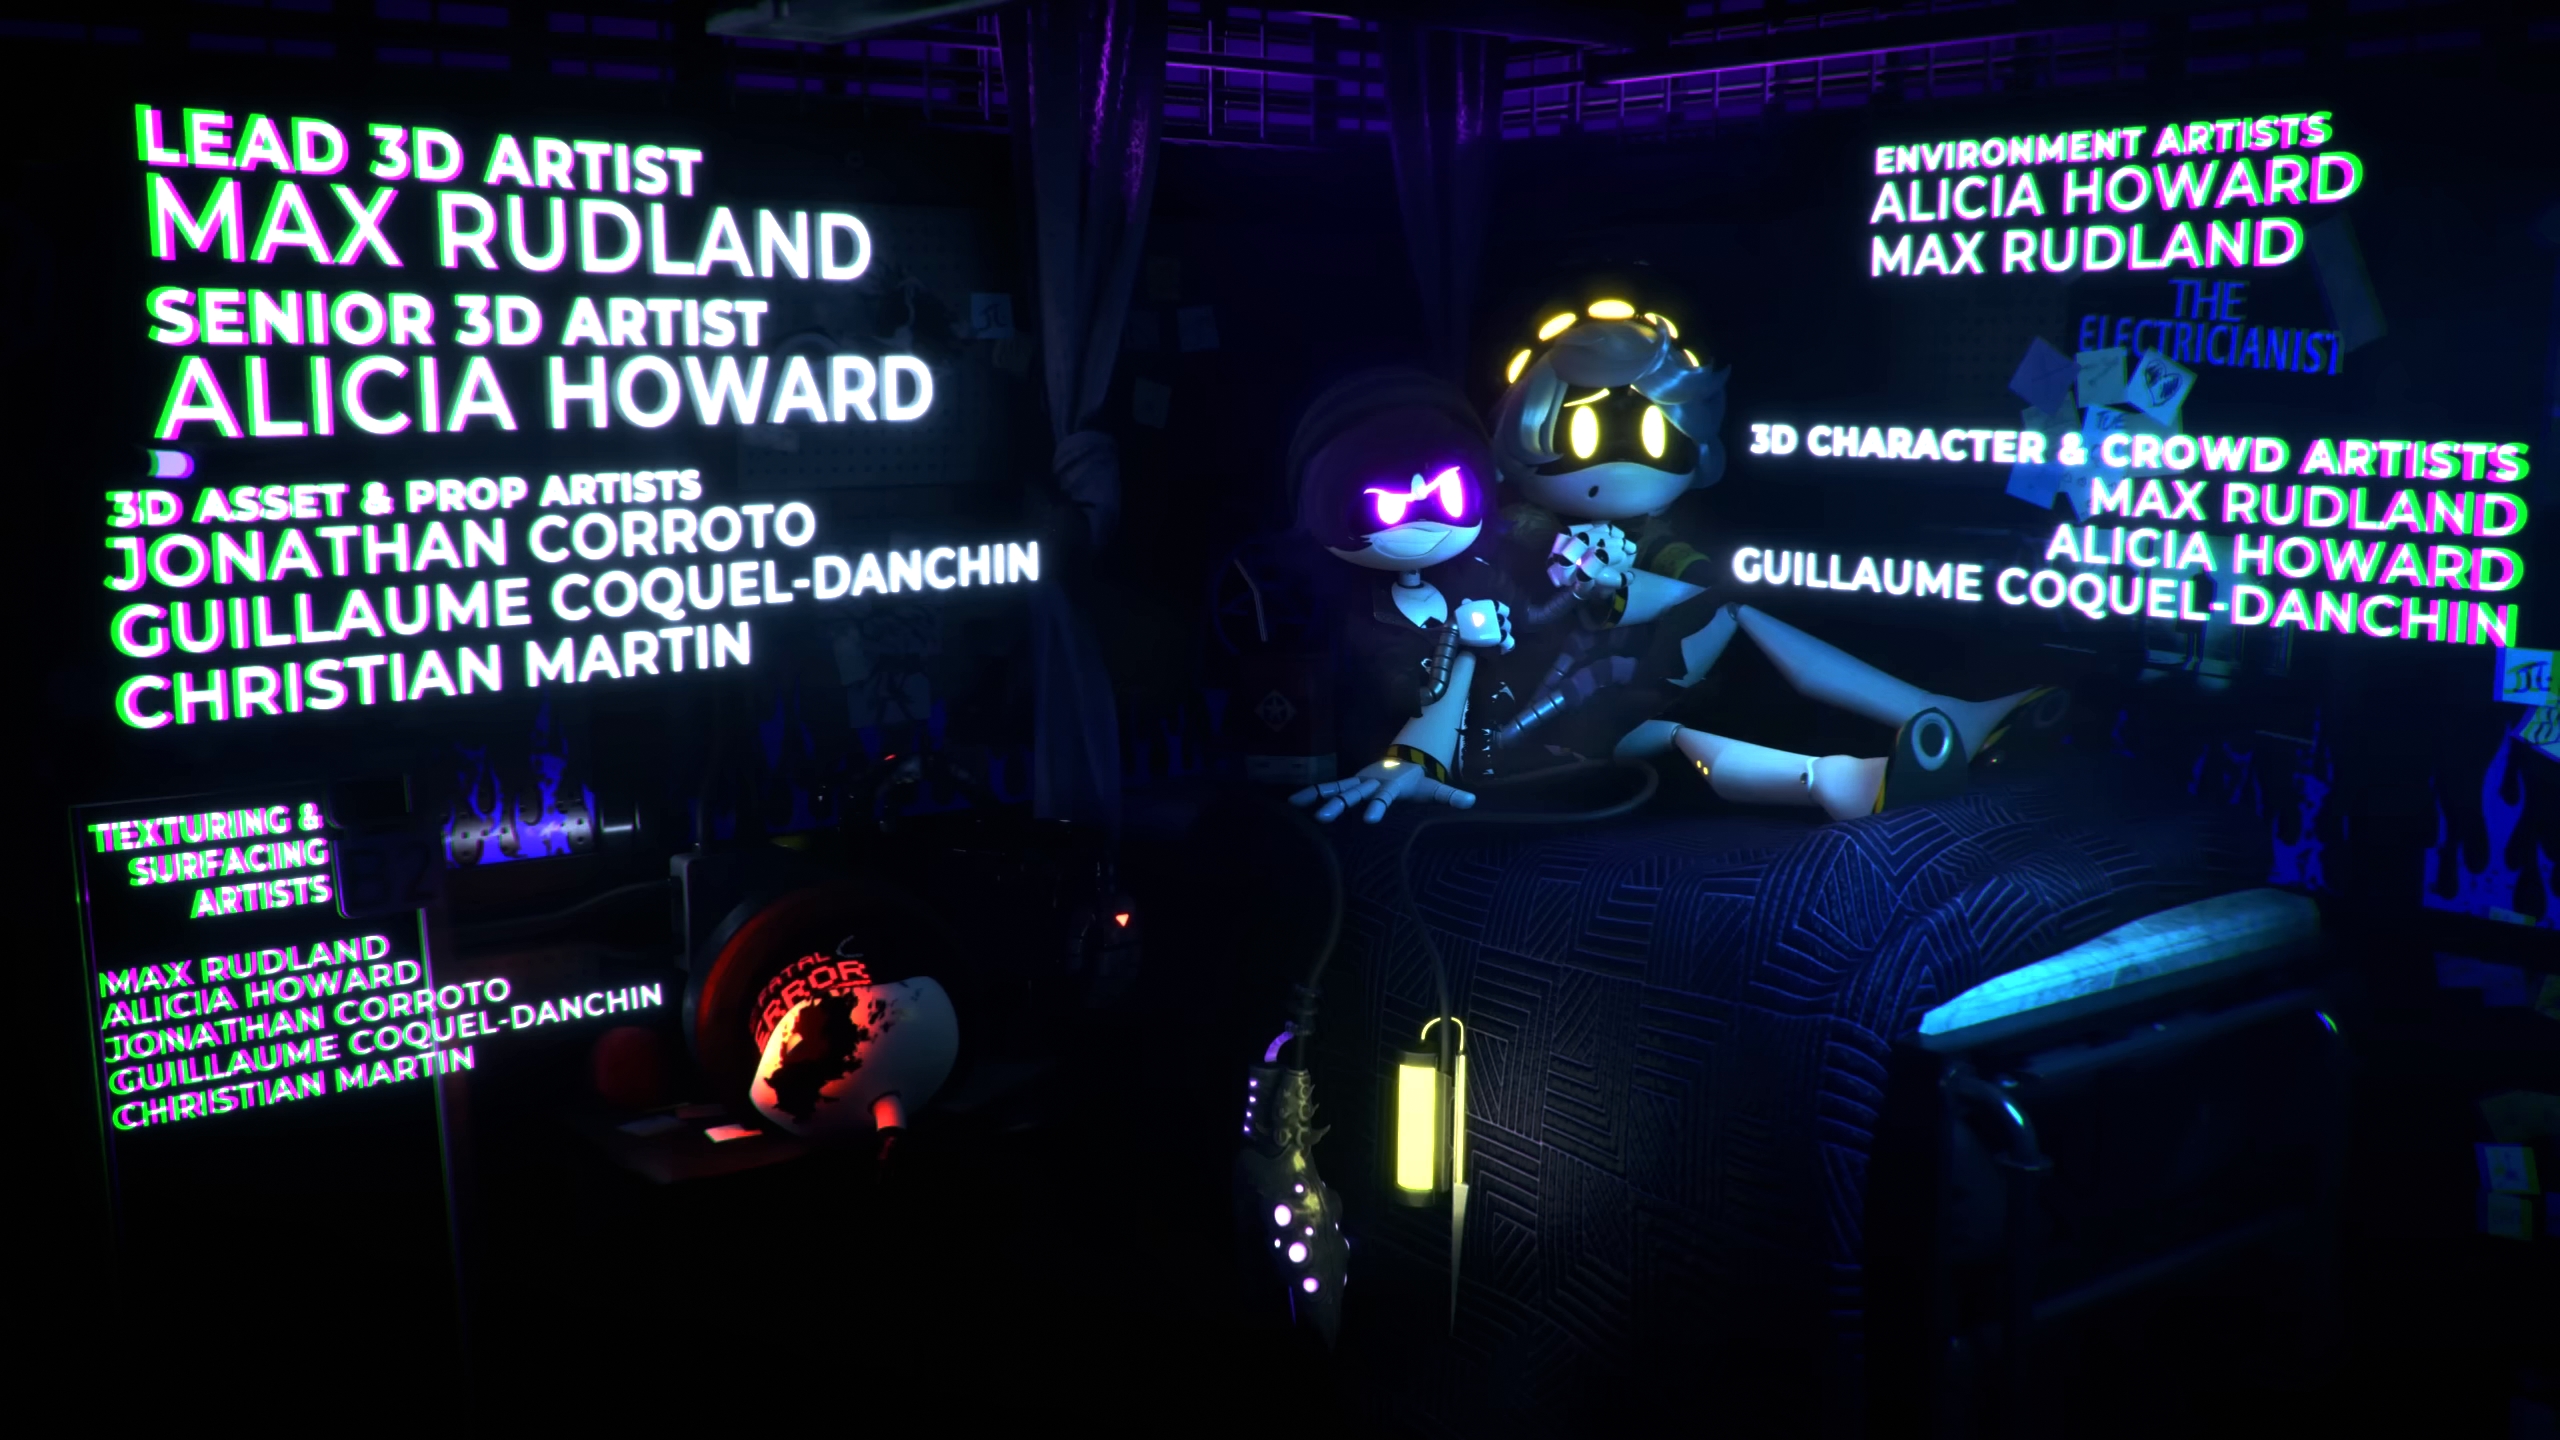 LEAD 3D ARTIST
MAX RUDLAND
SENIOR 3D ARTIST
ALICIA HOWARD
3D ASSET & PROP ARTISTS
JONATHAN CORROTO
GUILLAUME COQUEL-DANCHIN
CHRISTIAN MARTIN
TEXTURING &
SURFACING
ARTISTS
MAX RUDLAND
ALICIA HOWARD
JONATHAN CORROTO
GUILLAUME COQUEL-DANCHIN
CHRISTIAN MARTIN
FATAL
ERROR
ENVIRONMENT ARTISTS
ALICIA HOWARD
MAX RUDLAND
THE
ELECTRICIANIST
3D CHARACTER & CROWD ARTISTS
MAX RUDLAND
ALICIA HOWARD
GUILLAUME COQUEL-DANCHIN